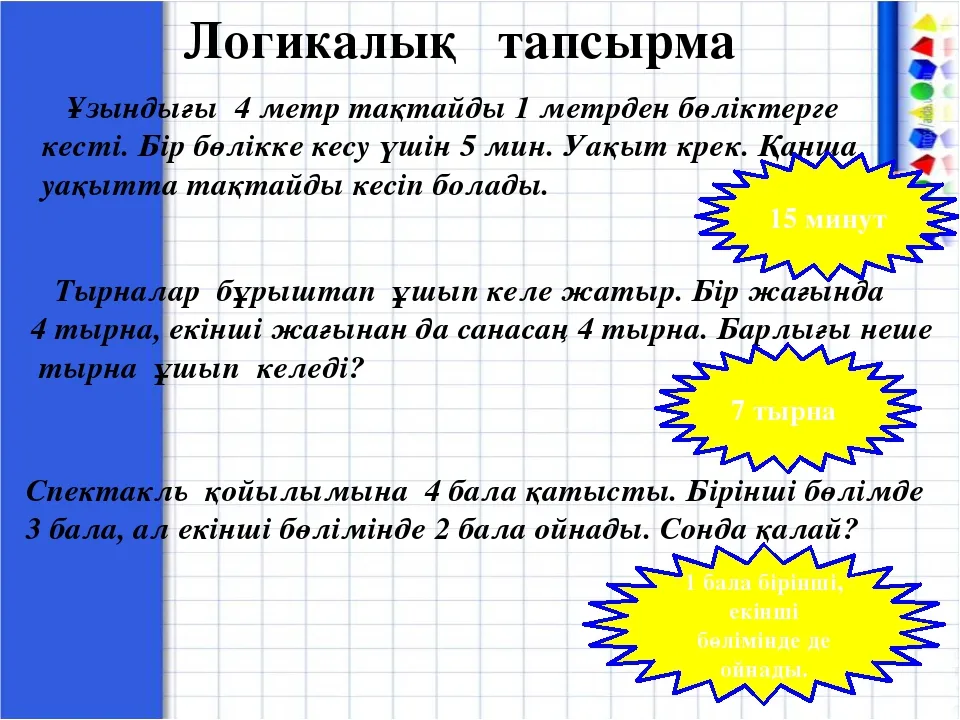 Логикалық тапсырма
Ұзындығы 4 метр тақтайды 1 метрден бөліктерге
кесті. Бір бөлікке кесу үшін 5 мин. Уақыт крек. Қанша
уақытта тақтайды кесіп болады.
15 минут
Тырналар бұрыштап ұшып келе жатыр. Бір жағында
4 тырна, екінші жағынан да санасаң 4 тырна. Барлығы неше
тырна ұшып келеді?
7 тырна
Спектакль қойылымына 4 бала қатысты. Бірінші бөлімде
3 бала, ал екінші бөлімінде 2 бала ойнады. Сонда қалай?
1 бала бірінші,
екінші
бөлімінде де
ойнады.